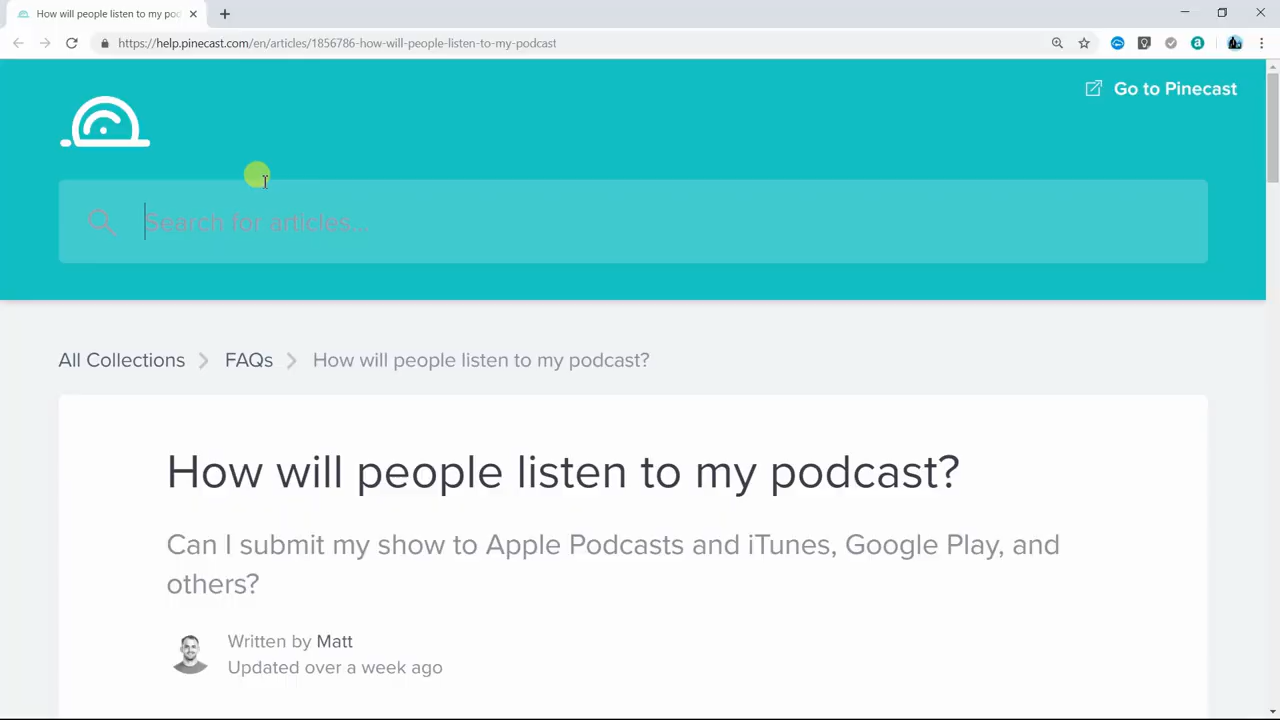 How will people listen to my pod
https://help.pinecast.com/en/articles/1856786-how-will-people-listen-to-my-podcast
Go to Pinecast
Search for articles...
All Collections
FAQs
How will people listen to my podcast?
How will people listen to my podcast?
Can I submit my show to Apple Podcasts and iTunes, Google Play, and
others?
Written by Matt
Updated over a week ago